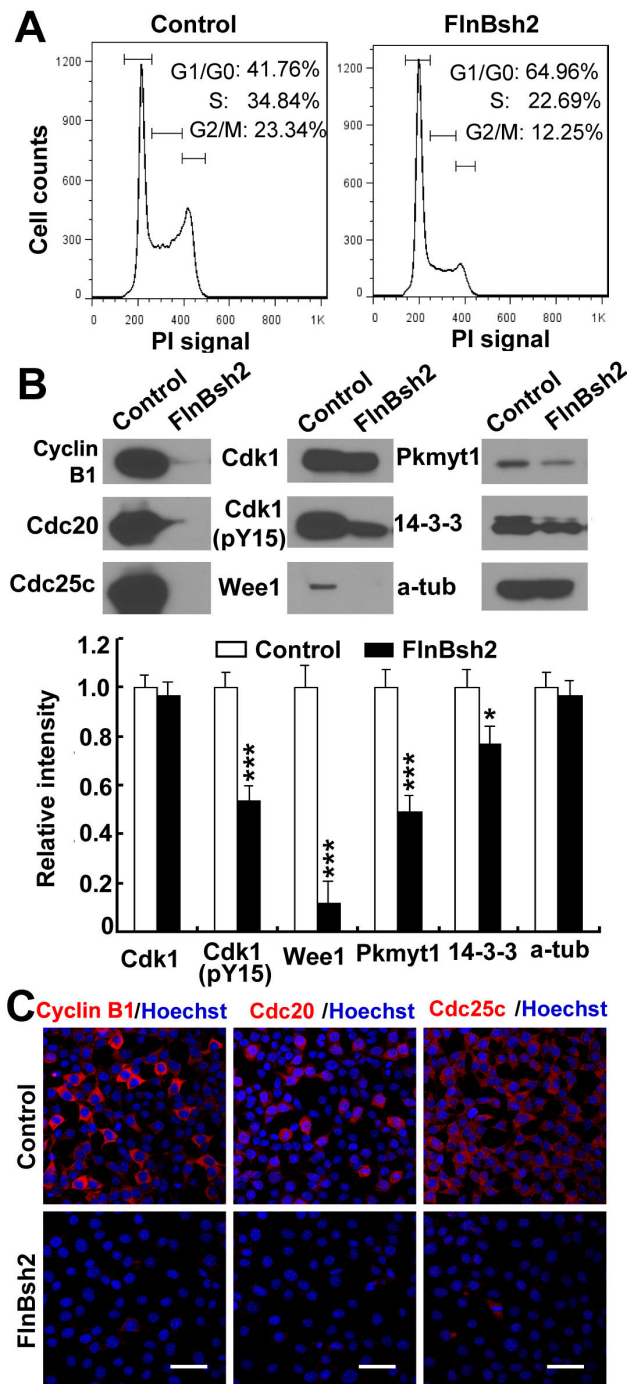 A
Control
FlnBsh2
1200
900
600
300
0
G1/G0: 41.76%
S: 34.84%
G2/M: 23.34%
1200
900
600
300
0
G1/G0: 64.96%
S: 22.69%
G2/M: 12.25%
Cell counts
0 200 400 600 800 1K
0 200 400 600 800 1K
PI signal
PI signal
B
Control FlnBsh2
Control FlnBsh2
Control FlnBsh2
Cyclin B1
Cdk1
Pkmyt1
Cdc20
Cdk1 (pY15)
14-3-3
Cdc25c
Wee1
a-tub
Control FlnBsh2
Relative intensity
1.2
1.0
0.8
0.6
0.4
0.2
0
***
***
***
*
Cdk1 Cdk1 Wee1 Pkmyt1 14-3-3 a-tub
(pY15)
C
Cyclin B1/Hoechst Cdc20 /Hoechst Cdc25c /Hoechst
Control
FlnBsh2